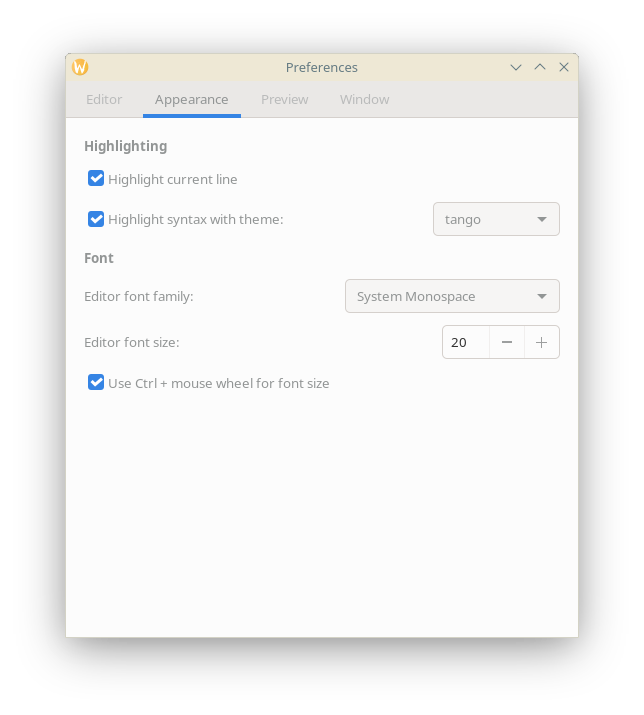 Preferences
Editor Appearance Preview Window
Highlighting
Highlight current line
Highlight syntax with theme: tango
Font
Editor font family: System Monospace
Editor font size: 20
Use Ctrl + mouse wheel for font size